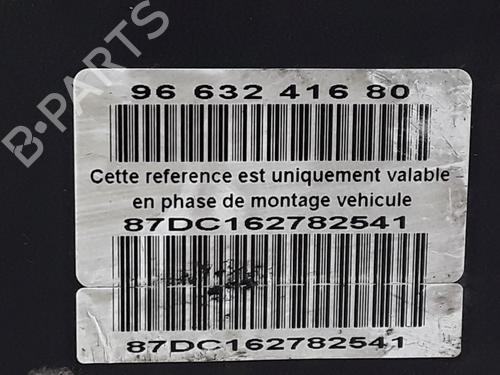 B-PARTS
96 632 416 80
Cette reference est uniquement valable
en phase de montage vehicule
87DC162782541
87DC162782541